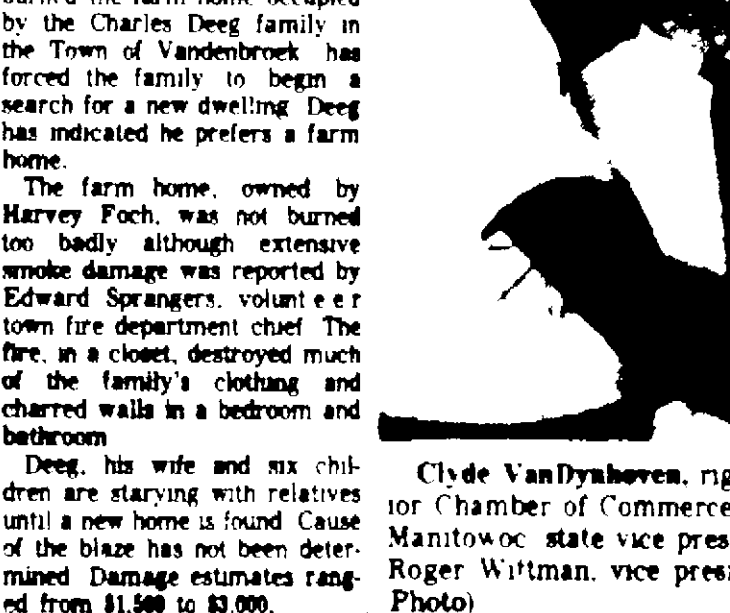 burned the farm home occupied
by the Charles Deeg family in
the Town of Vandenbroek has
forced the family to begin a
search for a new dwelling Deeg
has indicated he prefers a farm
home.
The farm home, owned by
Harvey Foch, was not burned
too badly although extensive
smoke damage was reported by
Edward Sprangers, volunteer
town fire department chief The
fire, in a closet, destroyed much
of the family's clothing and
charred walls in a bedroom and
bathroom
Deeg, his wife and six chil-
dren are starying with relatives
until a new home is found Cause
of the blaze has not been deter-
mined Damage estimates rang-
ed from $1,500 to $3,000.
Clyde VanDynhoven, rig
ior Chamber of Commerce
Manitowoc state vice pres
Roger Wittman, vice presi
Photo)